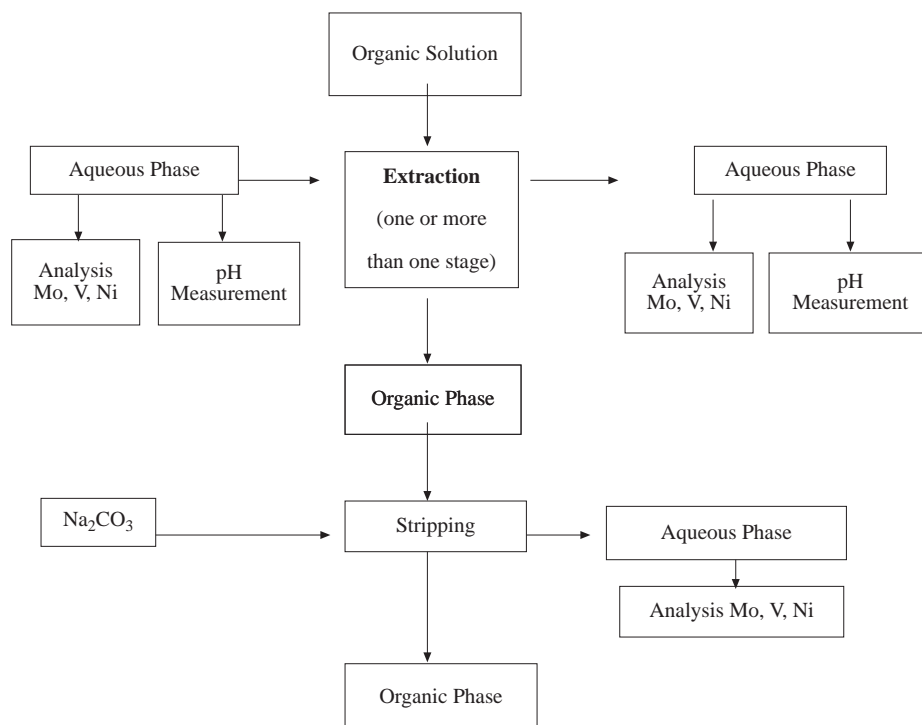 Organic Solution
Aqueous Phase
Extraction
(one or more
than one stage)
Aqueous Phase
Analysis
Mo, V, Ni
pH
Measurement
Analysis
Mo, V, Ni
pH
Measurement
Organic Phase
Na₂CO₃
Stripping
Aqueous Phase
Analysis Mo, V, Ni
Organic Phase